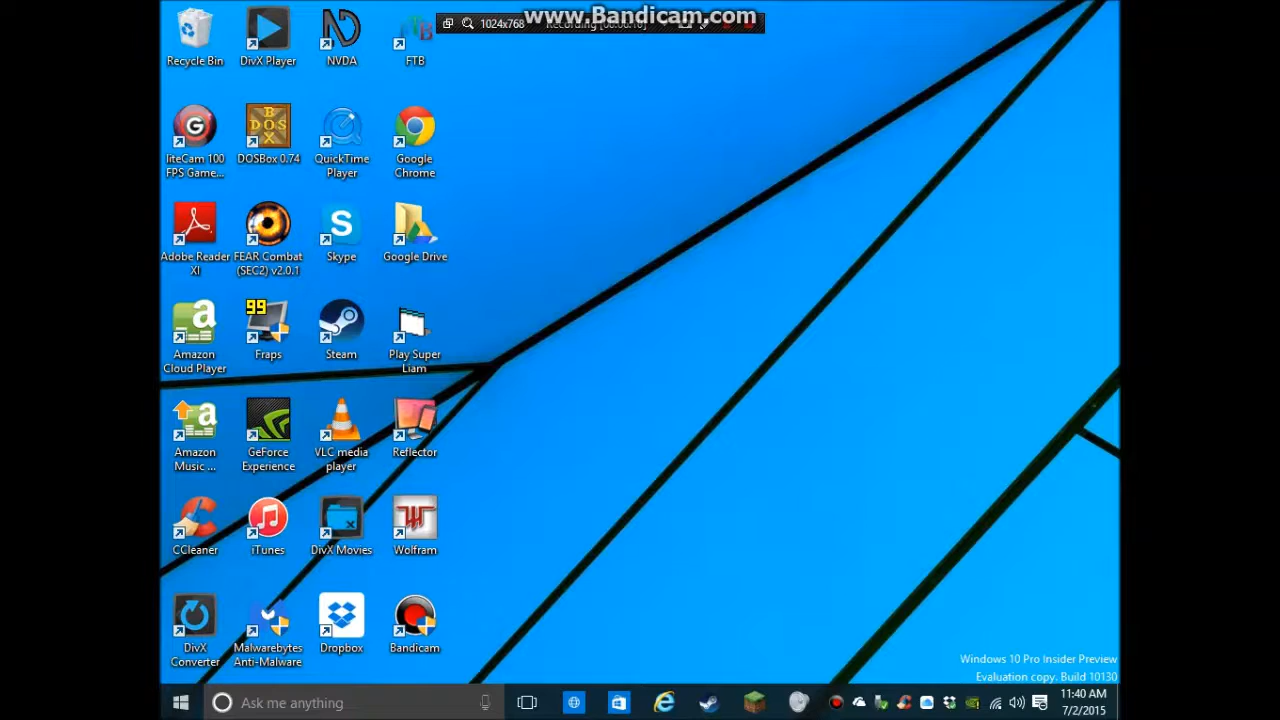 www.Bandicam.com
1024x768
Recycle Bin
DivX Player
NVDA
FTB
liteCam 100
FPS Game...
DOSBox 0.74
QuickTime
Player
Google
Chrome
Adobe Reader
XI
FEAR Combat
(SEC2) v2.0.1
Skype
Google Drive
99
Amazon
Cloud Player
Fraps
Steam
Play Super
Liam
Amazon
Music ...
GeForce
Experience
VLC media
player
Reflector
CCleaner
iTunes
DivX Movies
Wolfram
DivX
Converter
Malwarebytes
Anti-Malware
Dropbox
Bandicam
Windows 10 Pro Insider Preview
Evaluation copy. Build 10130
Ask me anything
11:40 AM
7/2/2015